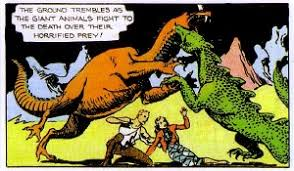 THE GROUND TREMBLES AS
THE GIANT ANIMALS FIGHT TO
THE DEATH OVER THEIR
HORRIFIED PREY!